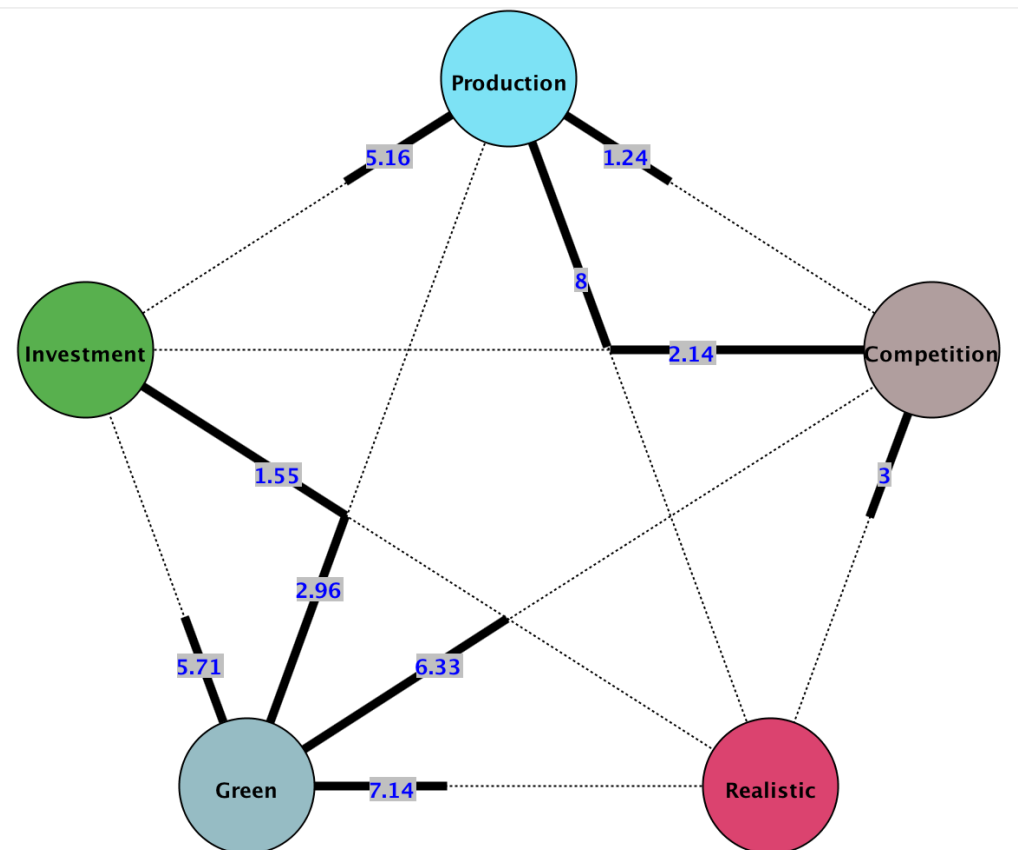 Production
5.16
1.24
8
Investment
2.14
Competition
1.55
3
2.96
5.71
6.33
Green
7.14
Realistic